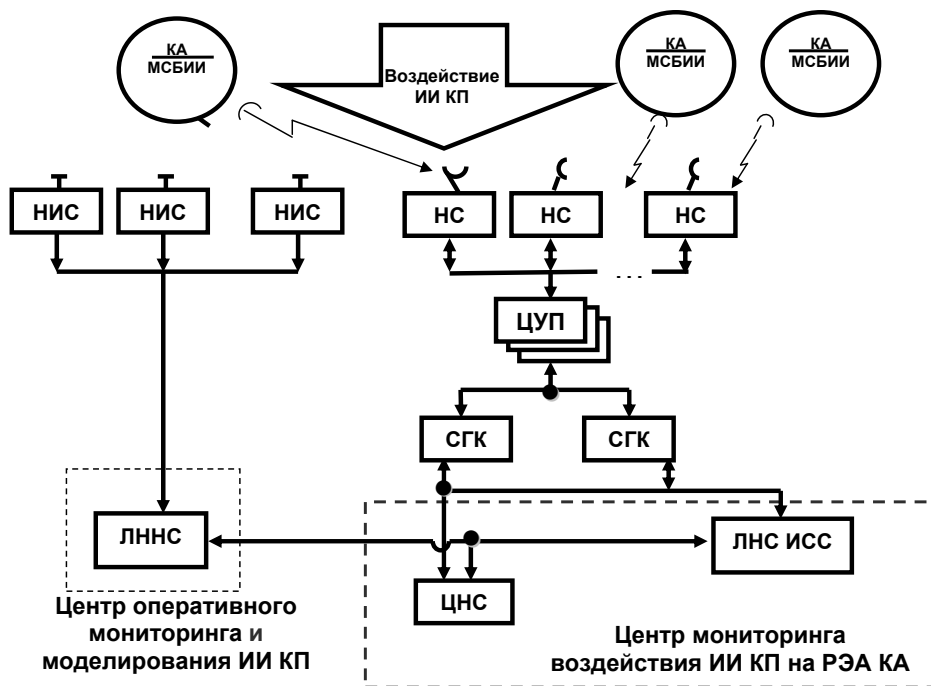 КА
МСБИИ
Воздействие
ИИ КП
КА
МСБИИ
КА
МСБИИ
НИС
НИС
НИС
НС
НС
НС
...
ЦУП
СГК
СГК
ЛННС
ЛНС ИСС
ЦНС
Центр оперативного
мониторинга и
моделирования ИИ КП
Центр мониторинга
воздействия ИИ КП на РЭА КА